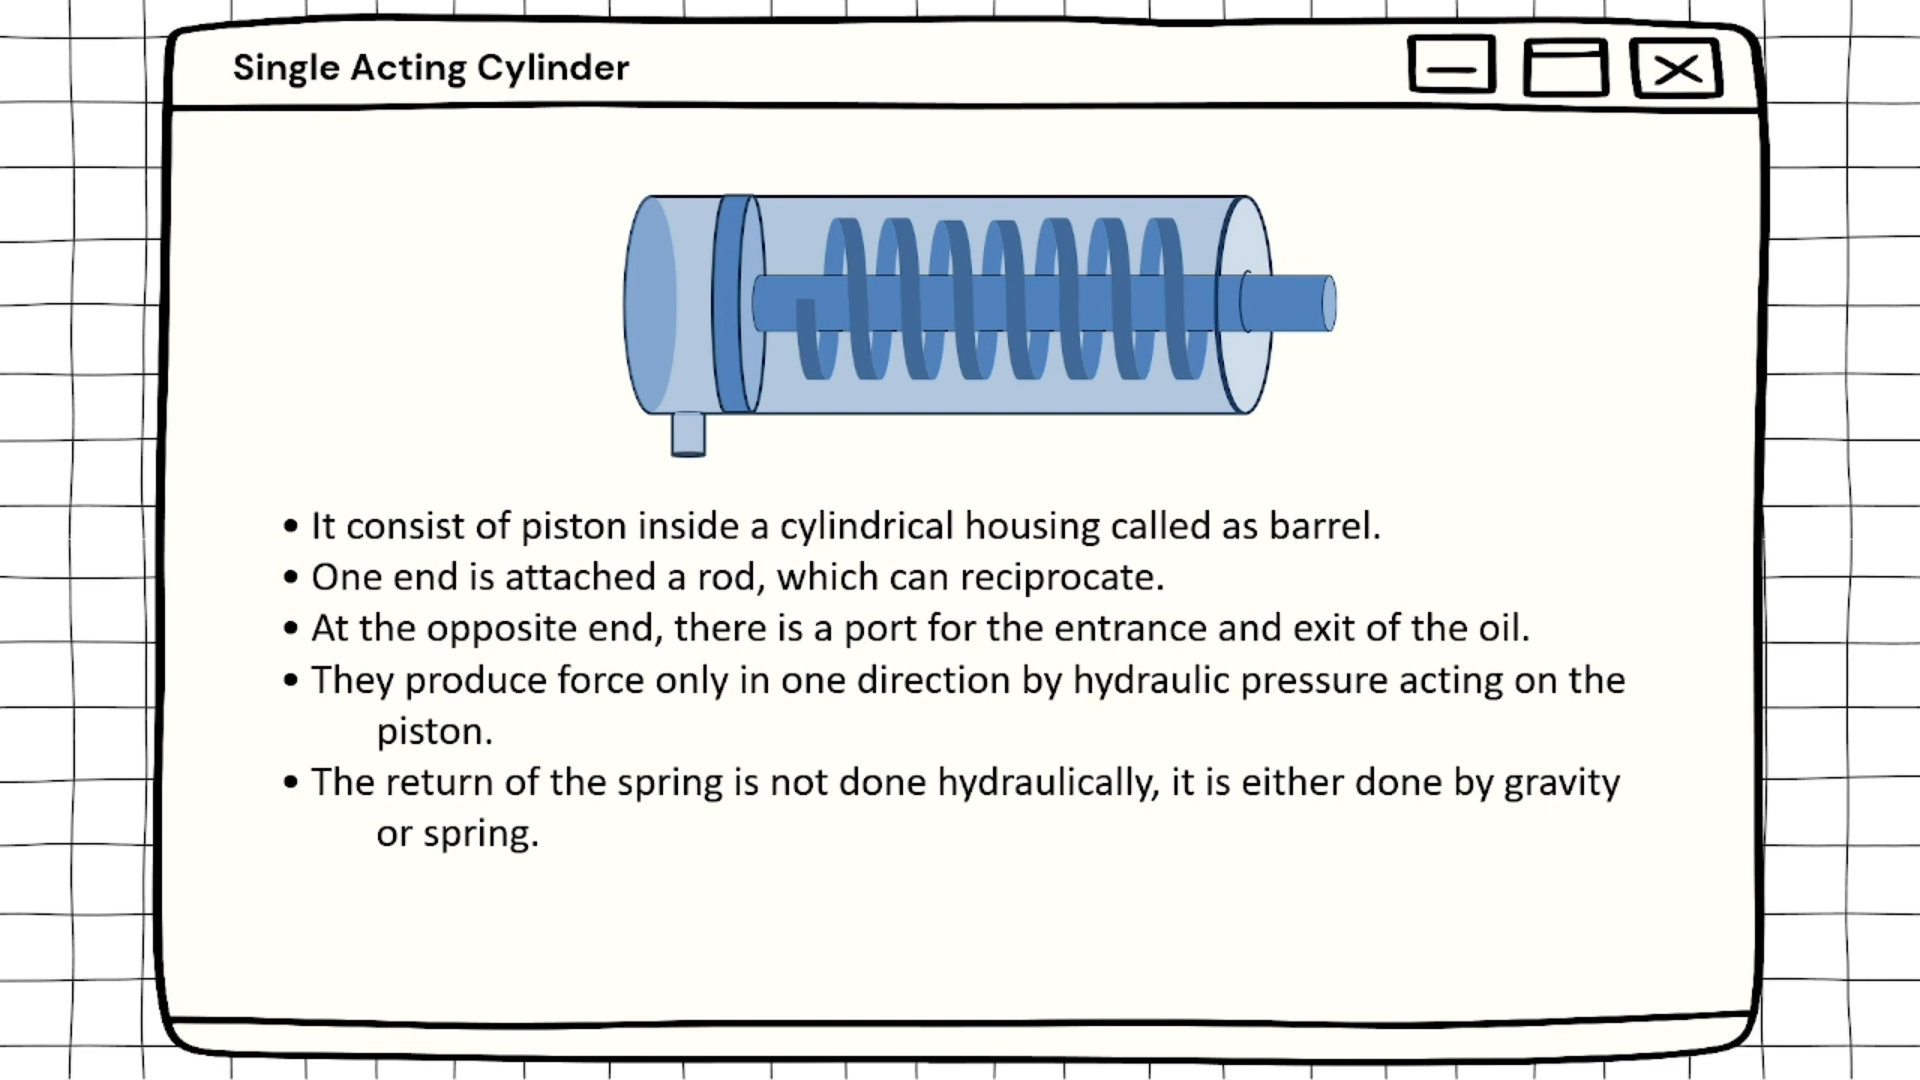 Single Acting Cylinder
• It consist of piston inside a cylindrical housing called as barrel.
• One end is attached a rod, which can reciprocate.
• At the opposite end, there is a port for the entrance and exit of the oil.
• They produce force only in one direction by hydraulic pressure acting on the
piston.
• The return of the spring is not done hydraulically, it is either done by gravity
or spring.